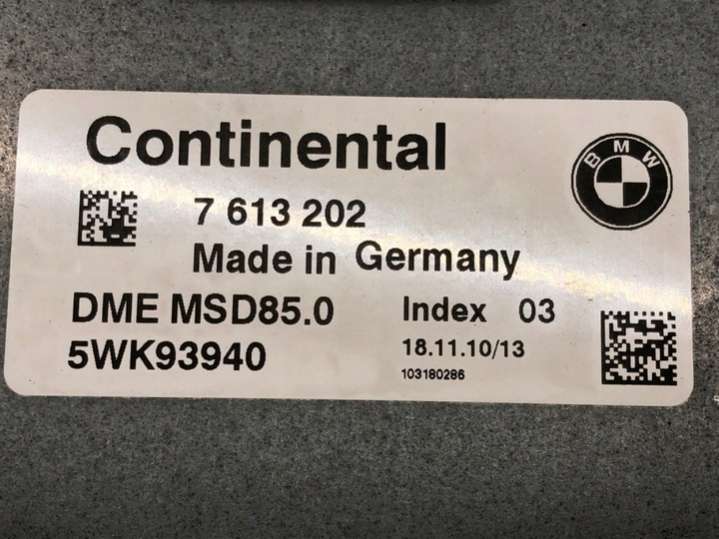 Continental
BMW
7 613 202
Made in Germany
DME MSD85.0 Index 03
5WK93940 18.11.10/13
103180286